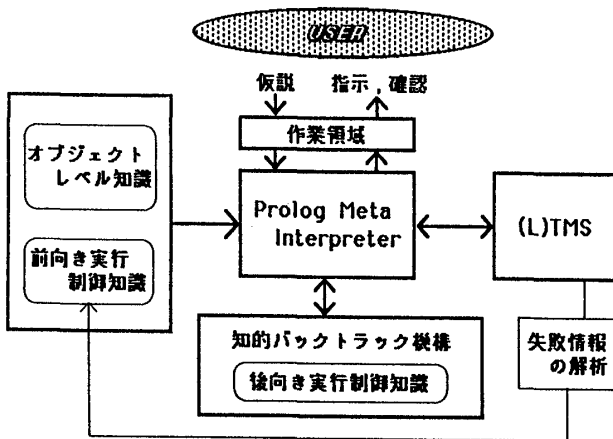 USER
仮説 指示,確認
作業領域
オブジェクト
レベル知識
前向き実行
制御知識
Prolog Meta
Interpreter
(L)TMS
知的バックトラック機構
後向き実行制御知識
失敗情報
の解析